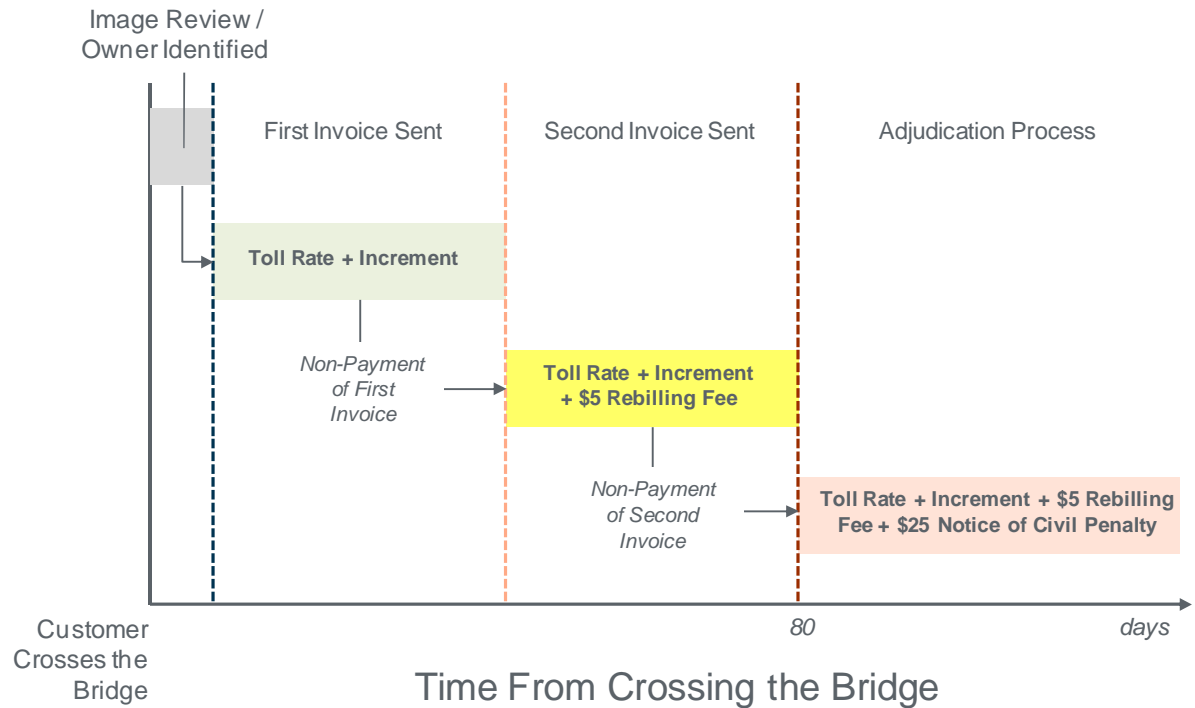 Image Review /
Owner Identified
First Invoice Sent
Second Invoice Sent
Adjudication Process
Toll Rate + Increment
Non-Payment
of First
Invoice
Toll Rate + Increment
+ $5 Rebilling Fee
Non-Payment
of Second
Invoice
Toll Rate + Increment + $5 Rebilling
Fee + $25 Notice of Civil Penalty
Customer
Crosses the
Bridge
80
days
Time From Crossing the Bridge